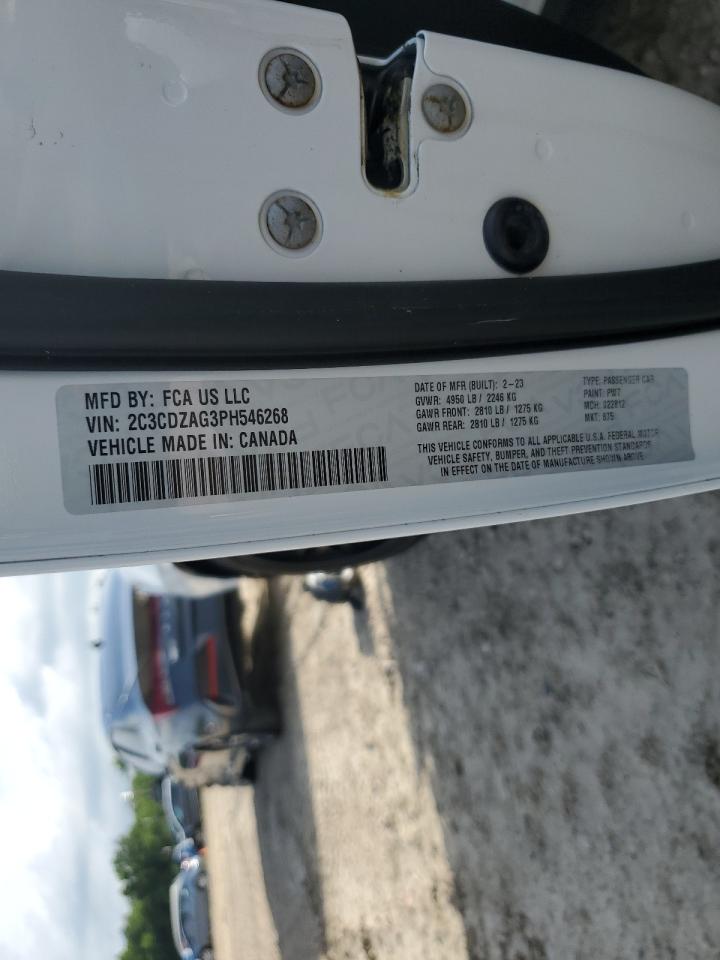 MFD BY: FCA US LLC
VIN: 2C3CDZAG3PH546268
VEHICLE MADE IN: CANADA
DATE OF MFR (BUILT): 2-23
GVWR: 4950 LB / 2246 KG
GAWR FRONT: 2810 LB / 1275 KG
GAWR REAR: 2810 LB / 1275 KG
TYPE: PASSENGER CAR
PAINT: PW7
MCH: 022812
MKT: 875
THIS VEHICLE CONFORMS TO ALL APPLICABLE U.S.A. FEDERAL MOTOR
VEHICLE SAFETY, BUMPER, AND THEFT PREVENTION STANDARDS
IN EFFECT ON THE DATE OF MANUFACTURE SHOWN ABOVE